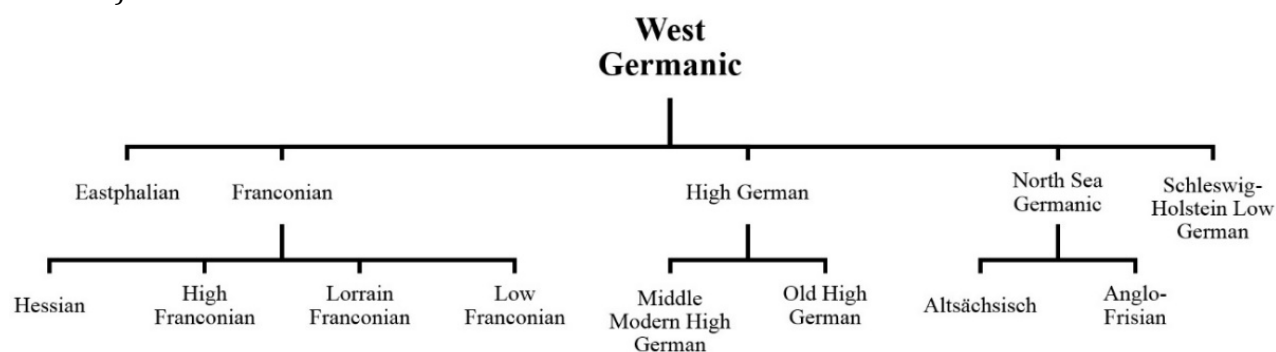 West
Germanic
Eastphalian
Franconian
High German
North Sea
Germanic
Schleswig-
Holstein Low
German
Hessian
High
Franconian
Lorrain
Franconian
Low
Franconian
Middle
Modern High
German
Old High
German
Altsächsisch
Anglo-
Frisian